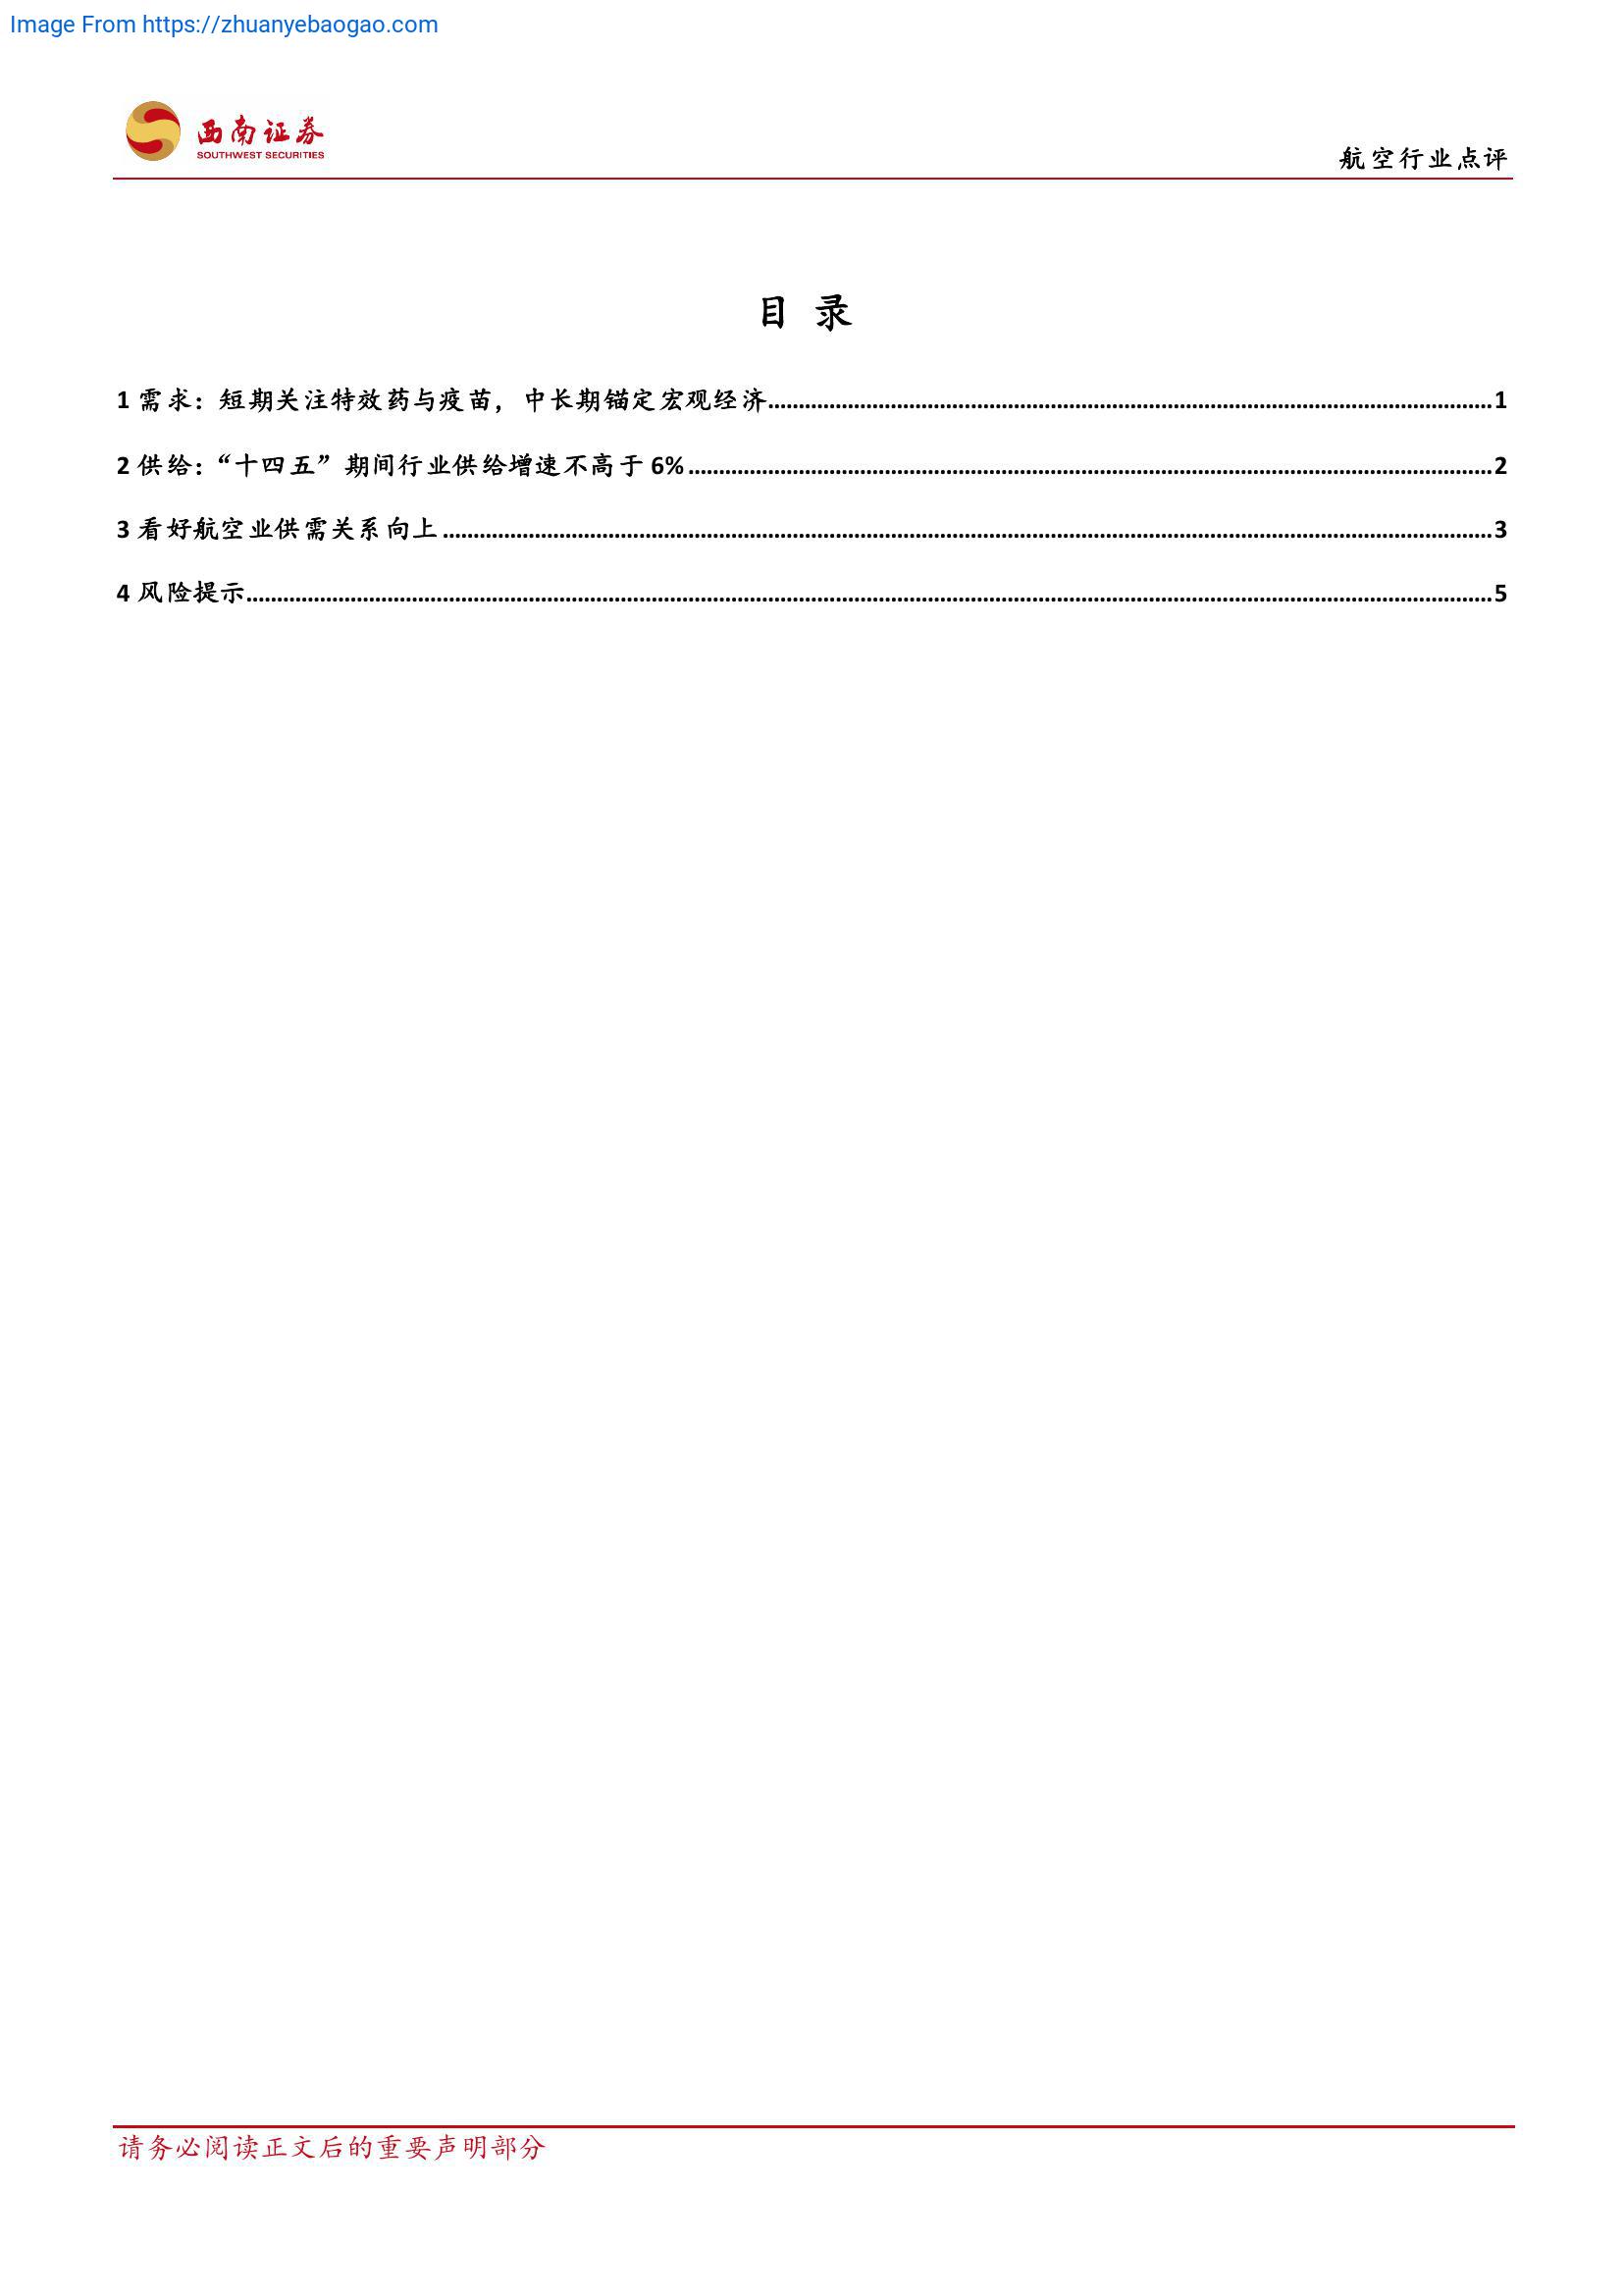 Image From https://zhuanyebaogao.com
西南证券
SOUTHWEST SECURITIES
航空行业点评
目 录
1 需求：短期关注特效药与疫苗，中长期锚定宏观经济........................................1
2 供给：“十四五”期间行业供给增速不高于 6%........................................2
3 看好航空业供需关系向上........................................3
4 风险提示........................................5
请务必阅读正文后的重要声明部分